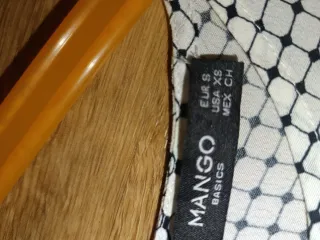 MANGO
BASICS
EUR S
USA XS
MEX CH